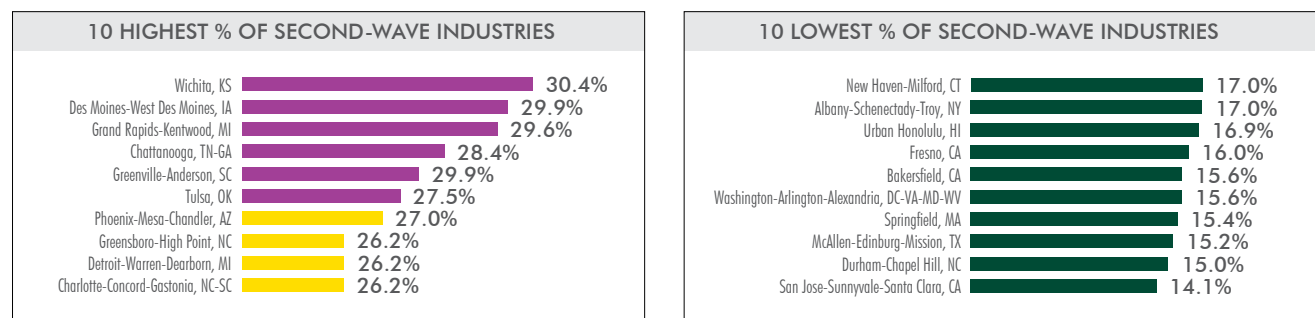 10 HIGHEST % OF SECOND-WAVE INDUSTRIES
Wichita, KS 30.4%
Des Moines-West Des Moines, IA 29.9%
Grand Rapids-Kentwood, MI 29.6%
Chattanooga, TN-GA 28.4%
Greenville-Anderson, SC 29.9%
Tulsa, OK 27.5%
Phoenix-Mesa-Chandler, AZ 27.0%
Greensboro-High Point, NC 26.2%
Detroit-Warren-Dearborn, MI 26.2%
Charlotte-Concord-Gastonia, NC-SC 26.2%
10 LOWEST % OF SECOND-WAVE INDUSTRIES
New Haven-Milford, CT 17.0%
Albany-Schenectady-Troy, NY 17.0%
Urban Honolulu, HI 16.9%
Fresno, CA 16.0%
Bakersfield, CA 15.6%
Washington-Arlington-Alexandria, DC-VA-MD-WV 15.6%
Springfield, MA 15.4%
McAllen-Edinburg-Mission, TX 15.2%
Durham-Chapel Hill, NC 15.0%
San Jose-Sunnyvale-Santa Clara, CA 14.1%